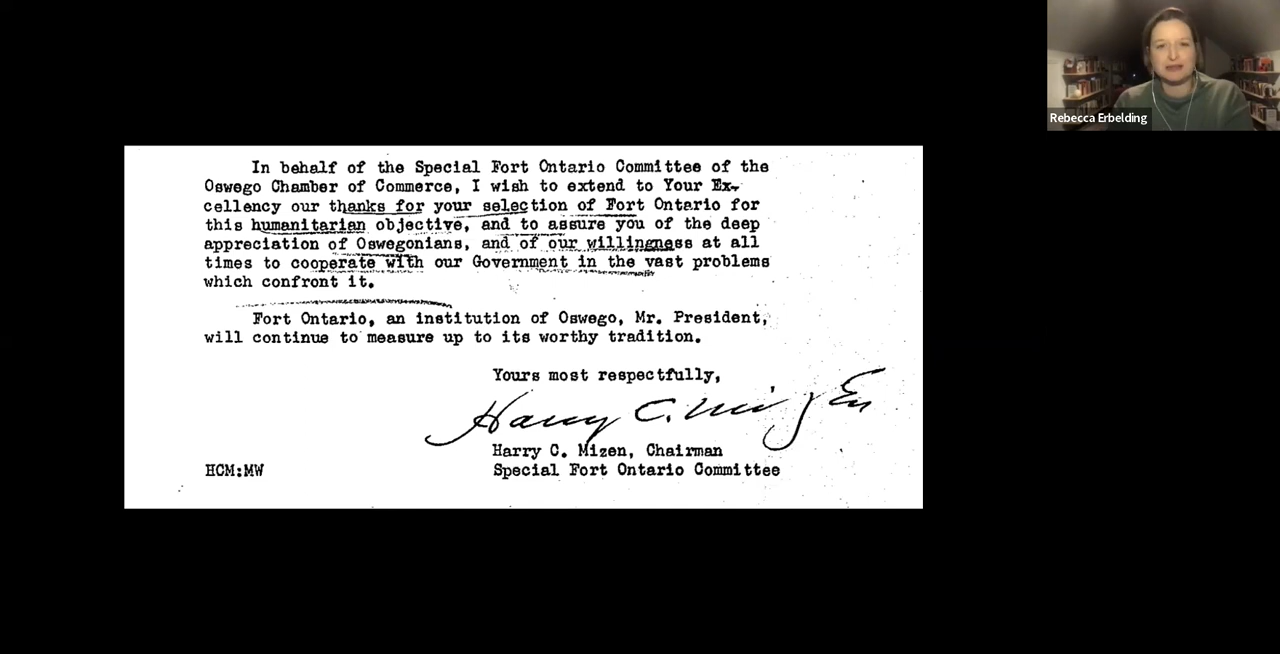 Rebecca Erbelding
In behalf of the Special Fort Ontario Committee of the
Oswego Chamber of Commerce, I wish to extend to Your Ex-
cellency our thanks for your selection of Fort Ontario for
this humanitarian objective, and to assure you of the deep
appreciation of Oswegonians, and of our willingness at all
times to cooperate with our Government in the vast problems
which confront it.
Fort Ontario, an institution of Oswego, Mr. President,
will continue to measure up to its worthy tradition.
Yours most respectfully,
Harry C. Mizen
Harry C. Mizen, Chairman
HCM:MW Special Fort Ontario Committee